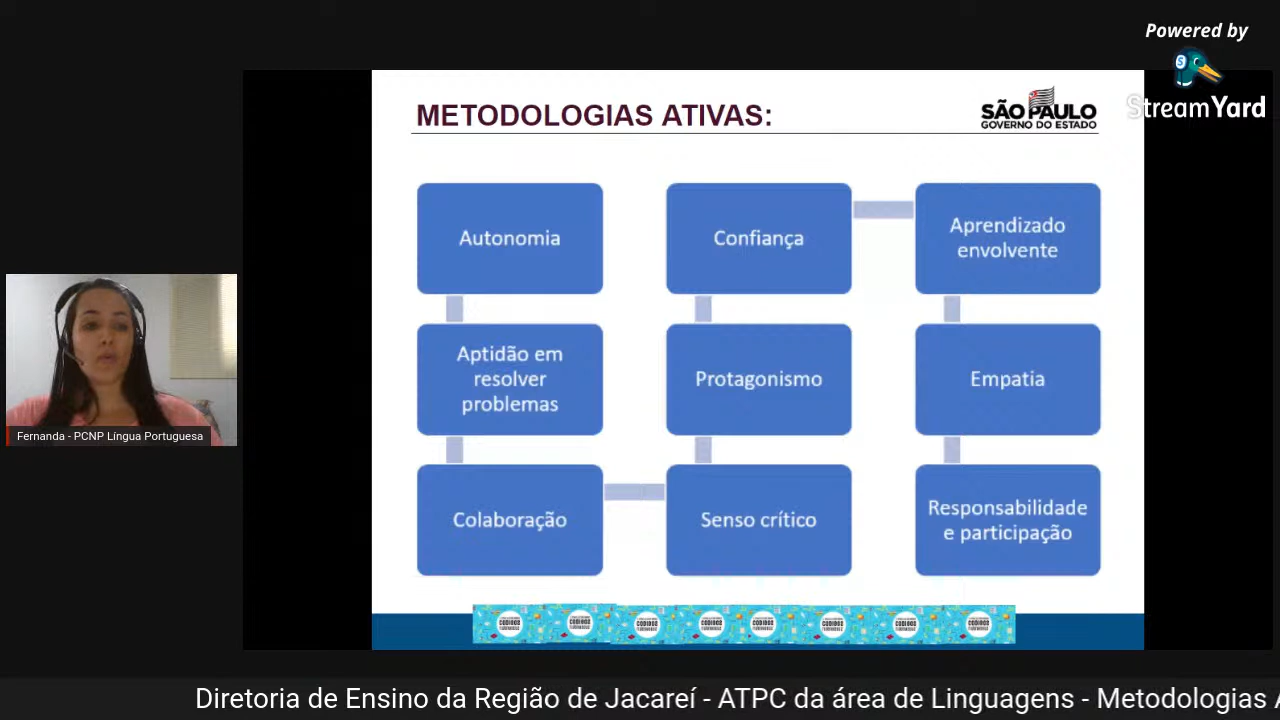 Powered by
StreamYard
METODOLOGIAS ATIVAS:
SÃO PAULO
GOVERNO DO ESTADO
Autonomia
Aptidão em
resolver
problemas
Colaboração
Senso crítico
Protagonismo
Confiança
Aprendizado
envolvente
Empatia
Responsabilidade
e participação
Fernanda - PCNP Língua Portuguesa
Diretoria de Ensino da Região de Jacareí - ATPC da área de Linguagens - Metodologias